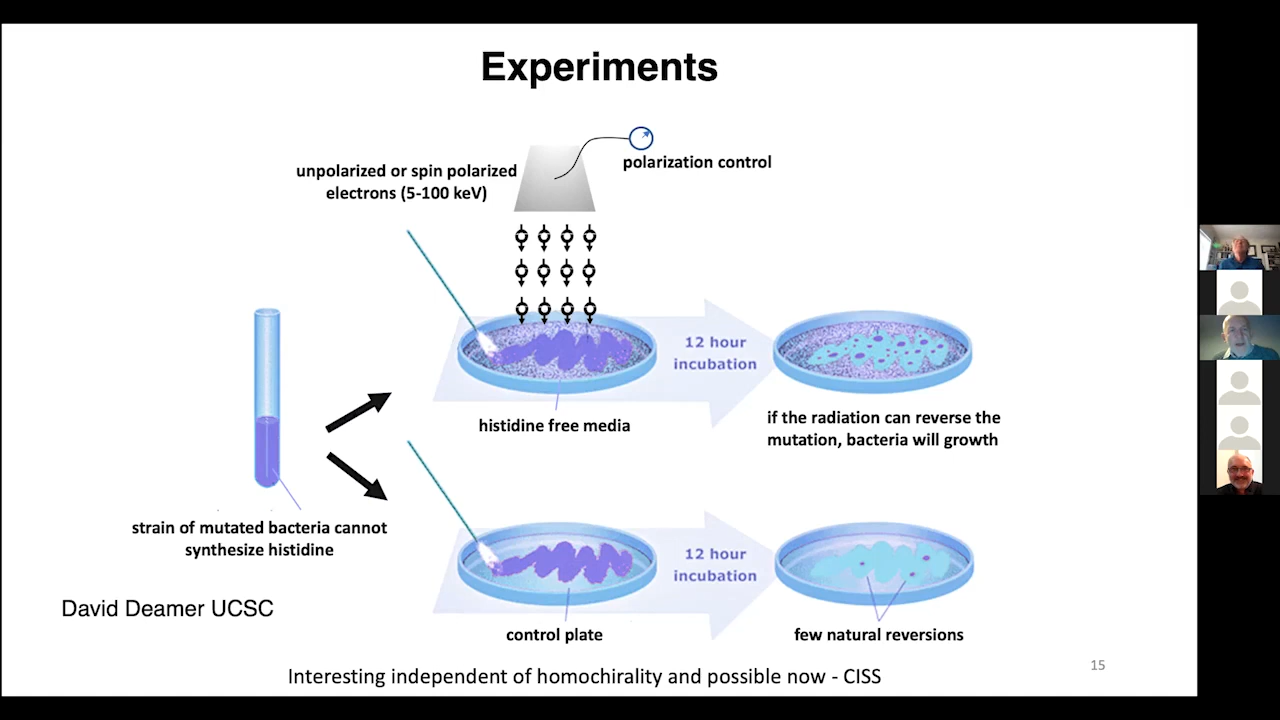 Experiments
unpolarized or spin polarized
electrons (5-100 keV)
polarization control
12 hour
incubation
histidine free media
if the radiation can reverse the
mutation, bacteria will growth
strain of mutated bacteria cannot
synthesize histidine
12 hour
incubation
David Deamer UCSC
control plate
few natural reversions
Interesting independent of homochirality and possible now - CISS
15